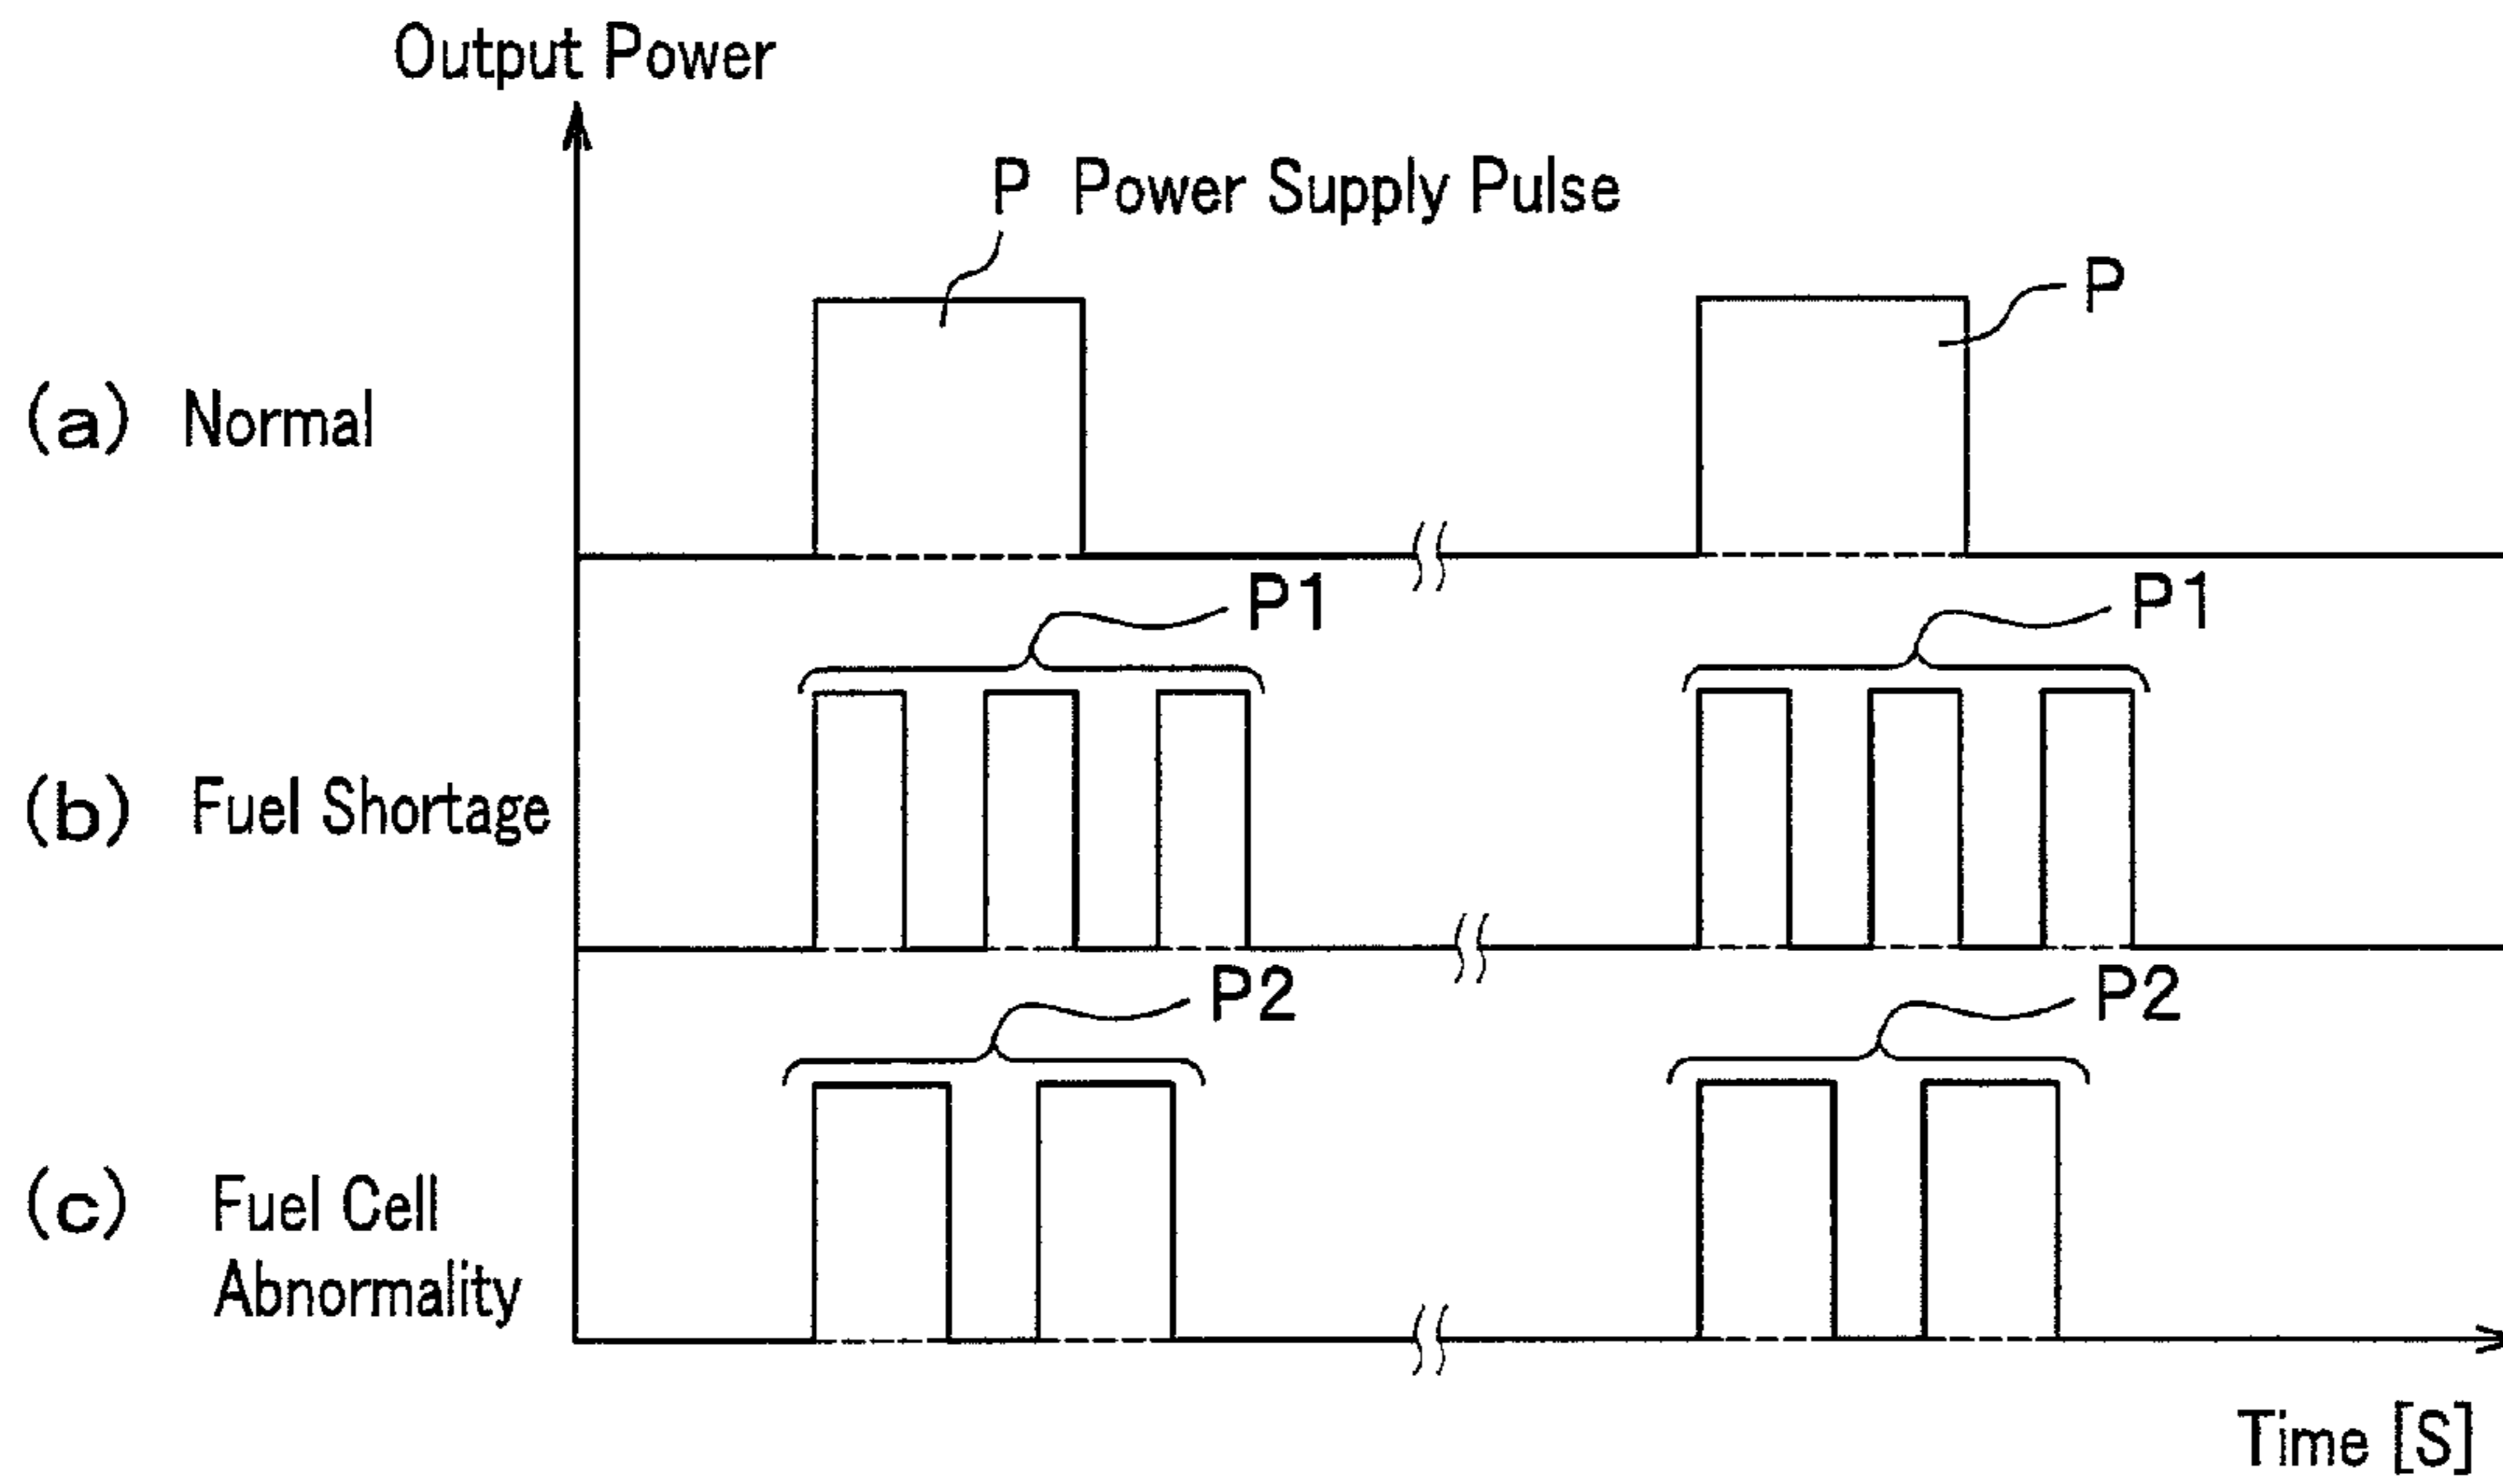 Output Power
P Power Supply Pulse
P
(a) Normal
P1
P1
(b) Fuel Shortage
P2
P2
(c) Fuel Cell
Abnormality
Time [S]